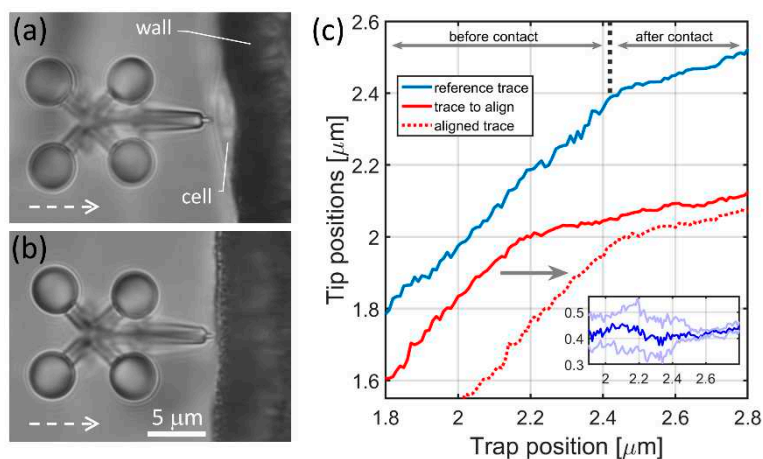 (a)
wall
cell
(b)
5 μm
(c)
before contact
after contact
reference trace
trace to align
aligned trace
Tip positions [μm]
2.6
2.4
2.2
2
1.8
1.6
1.8
2
2.2
2.4
2.6
2.8
Trap position [μm]
0.5
0.4
0.3
2
2.2
2.4
2.6